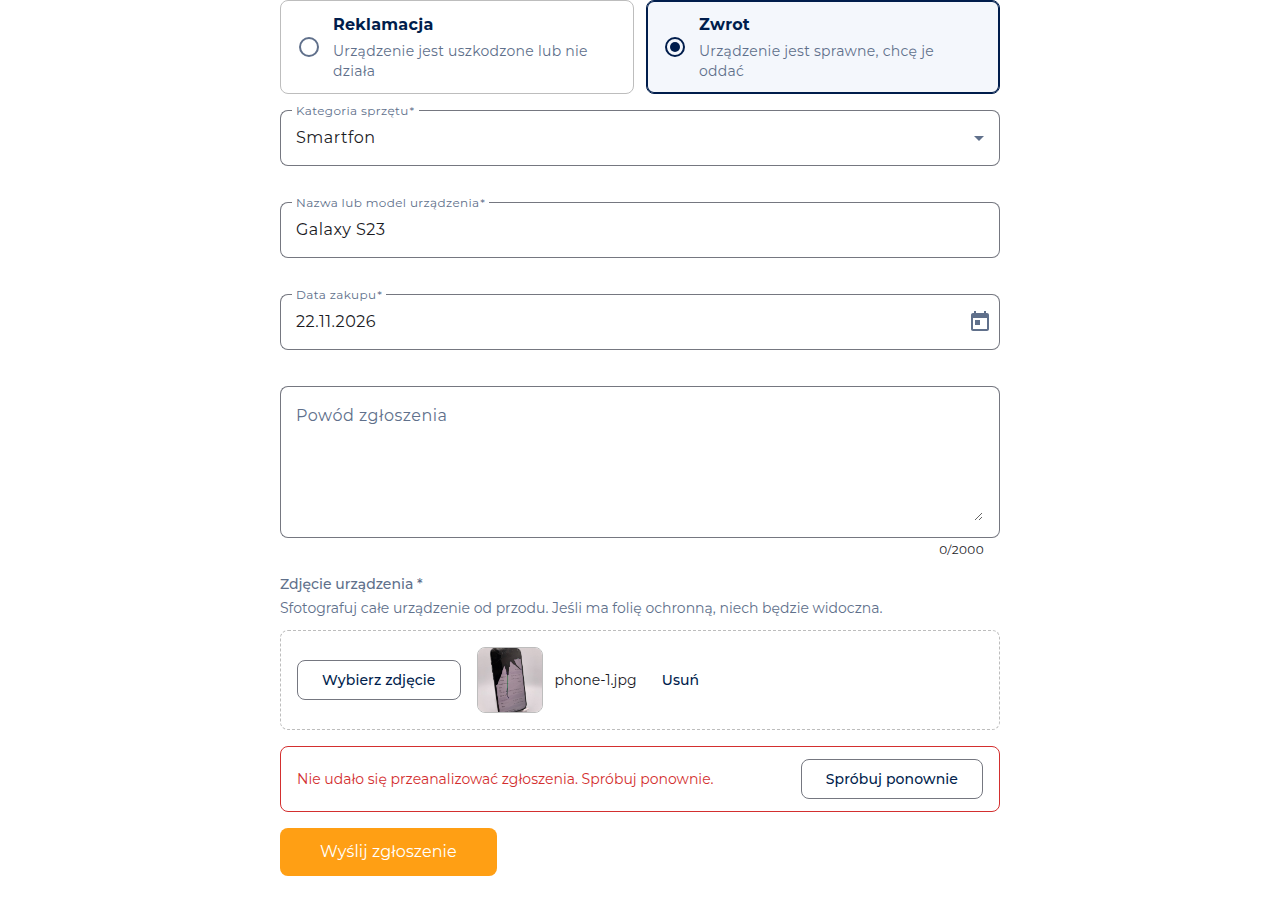 Reklamacja
Urządzenie jest uszkodzone lub nie
działa
Zwrot
Urządzenie jest sprawne, chcę je
oddać
Kategoria sprzętu*
Smartfon
Nazwa lub model urządzenia*
Galaxy S23
Data zakupu*
22.11.2026
Powód zgłoszenia
0/2000
Zdjęcie urządzenia *
Sfotografuj całe urządzenie od przodu. Jeśli ma folię ochronną, niech będzie widoczna.
Wybierz zdjęcie
phone-1.jpg
Usuń
Nie udało się przeanalizować zgłoszenia. Spróbuj ponownie.
Spróbuj ponownie
Wyślij zgłoszenie